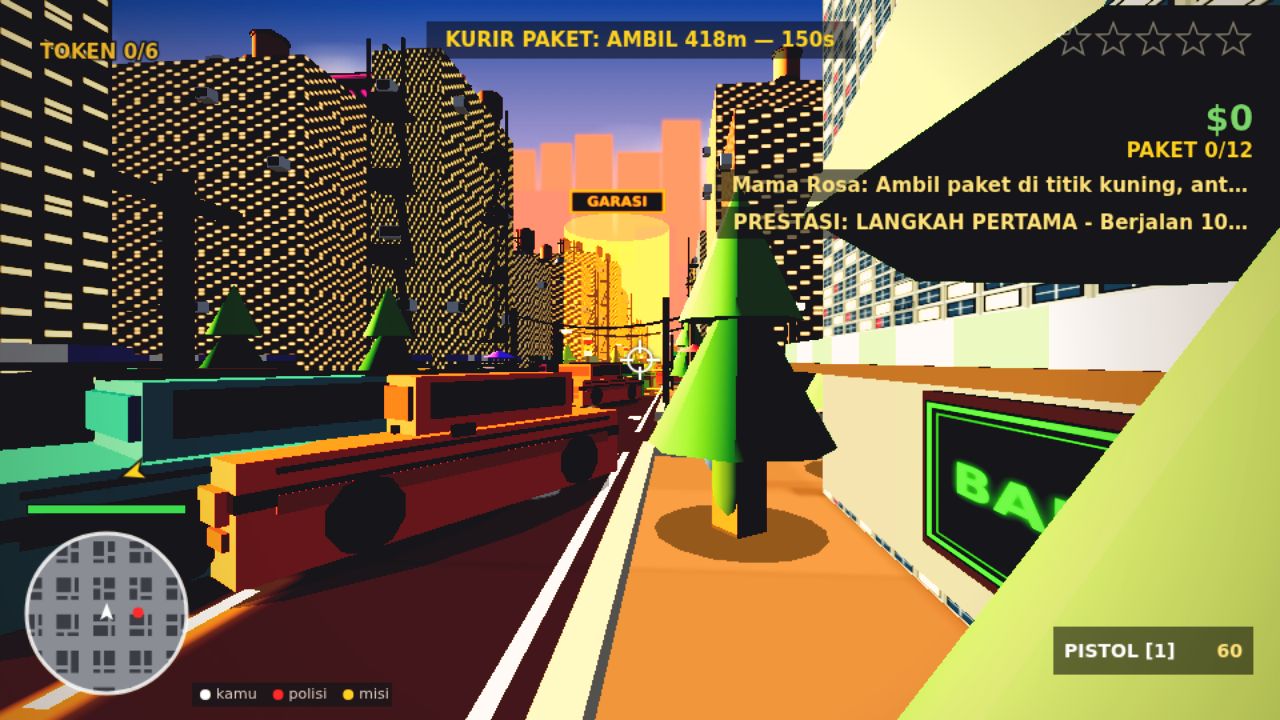 TOKEN 0/6
KURIR PAKET: AMBIL 418m — 150s
$0
PAKET 0/12
Mama Rosa: Ambil paket di titik kuning, ant...
PRESTASI: LANGKAH PERTAMA - Berjalan 10...
GARASI
PISTOL [1] 60
kamu polisi misi